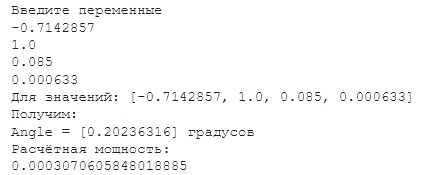 Введите переменные
-0.7142857
1.0
0.085
0.000633
Для значений: [-0.7142857, 1.0, 0.085, 0.000633]
Получим:
Angle = [0.20236316] градусов
Расчётная мощность:
0.0003070605848018885